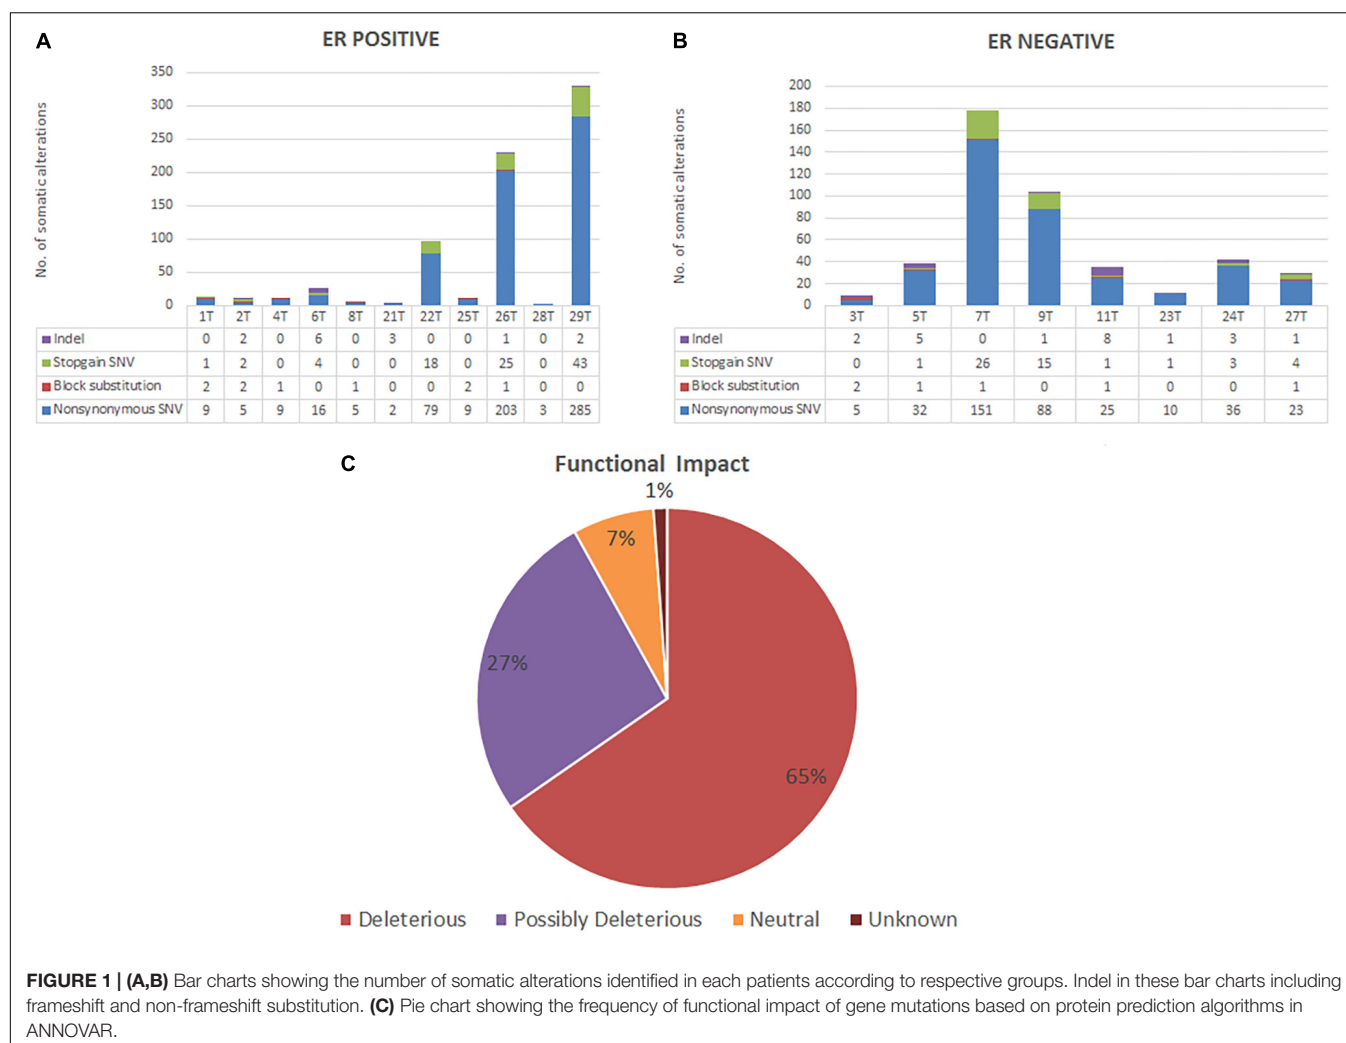 A
ER POSITIVE
No. of somatic alterations
350
300
250
200
150
100
50
0
1T 2T 4T 6T 8T 21T 22T 25T 26T 28T 29T
Indel 0 2 0 6 0 3 0 0 1 0 2
Stopgain SNV 1 2 0 4 0 0 18 0 25 0 43
Block substitution 2 2 1 0 1 0 0 2 1 0 0
Nonsynonymous SNV 9 5 9 16 5 2 79 9 203 3 285
B
ER NEGATIVE
No. of somatic alterations
200
180
160
140
120
100
80
60
40
20
0
3T 5T 7T 9T 11T 23T 24T 27T
Indel 2 5 0 1 8 1 3 1
Stopgain SNV 0 1 26 15 1 1 3 4
Block substitution 2 1 1 0 1 0 0 1
Nonsynonymous SNV 5 32 151 88 25 10 36 23
C
Functional Impact
1%
7%
27%
65%
Deleterious Possibly Deleterious Neutral Unknown
FIGURE 1 | (A,B) Bar charts showing the number of somatic alterations identified in each patients according to respective groups. Indel in these bar charts including
frameshift and non-frameshift substitution. (C) Pie chart showing the frequency of functional impact of gene mutations based on protein prediction algorithms in
ANNOVAR.